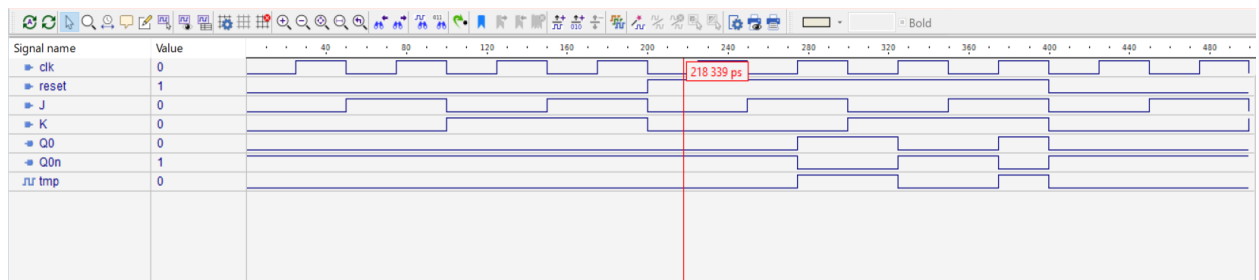 Bold
Signal name Value 40 80 120 160 200 240 280 320 360 400 440 480
218 339 ps
clk 0
reset 1
J 0
K 0
Q0 0
Q0n 1
tmp 0